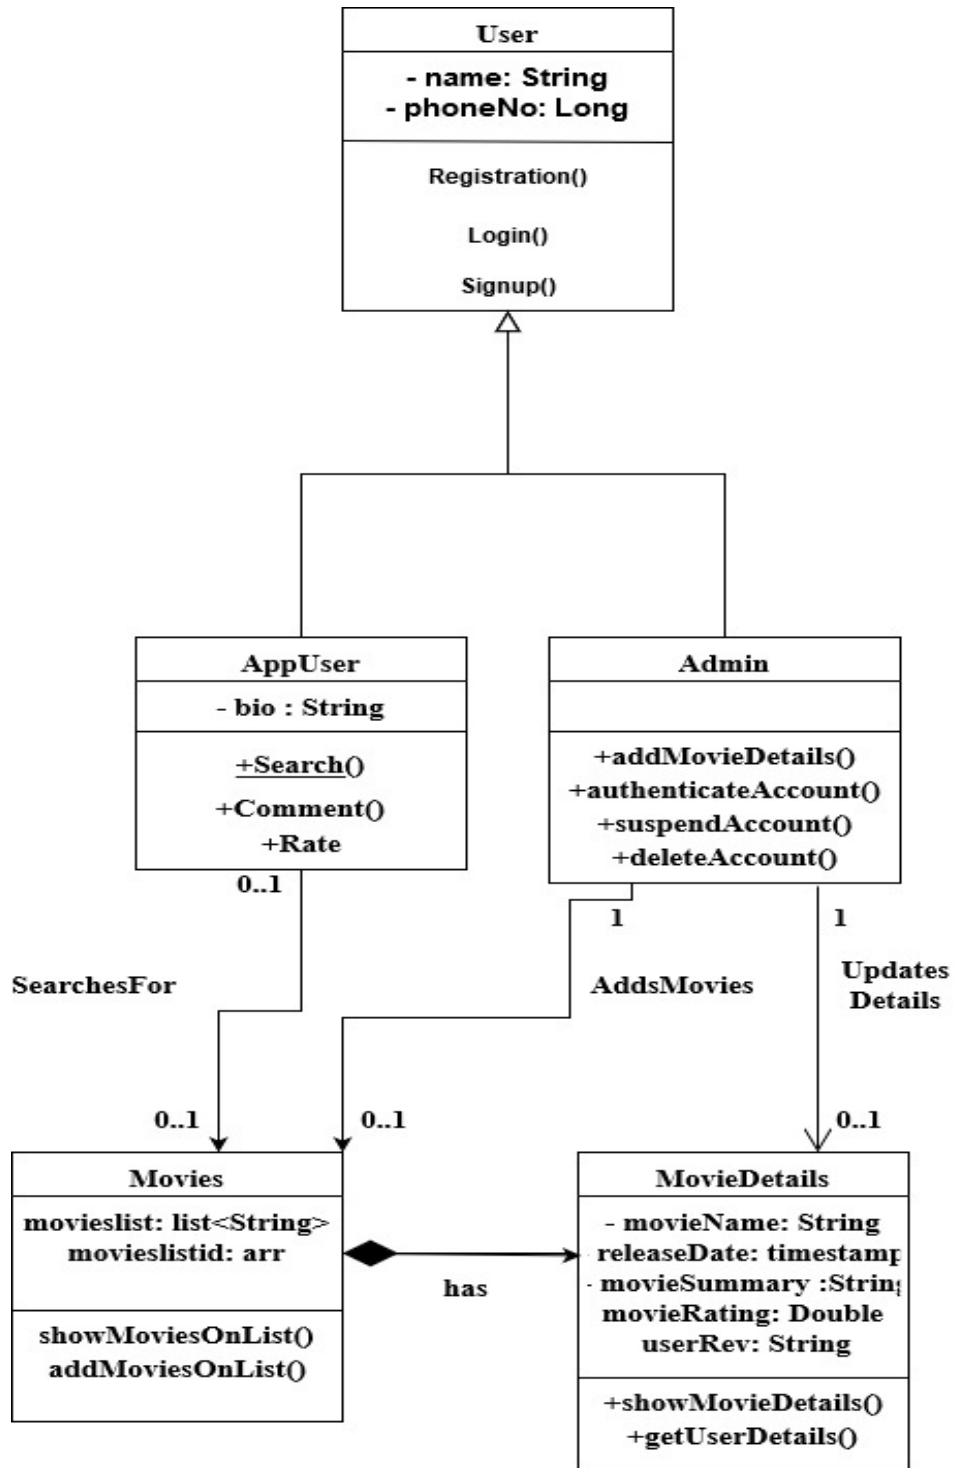 User
- name: String
- phoneNo: Long
Registration()
Login()
Signup()
AppUser
- bio : String
+Search()
+Comment()
+Rate
Admin
+addMovieDetails()
+authenticateAccount()
+suspendAccount()
+deleteAccount()
0..1
1
1
SearchesFor
AddsMovies
Updates
Details
0..1
0..1
0..1
Movies
movieslist: list<String>
movieslistid: arr
showMoviesOnList()
addMoviesOnList()
has
MovieDetails
- movieName: String
releaseDate: timestamp
- movieSummary :String
movieRating: Double
userRev: String
+showMovieDetails()
+getUserDetails()